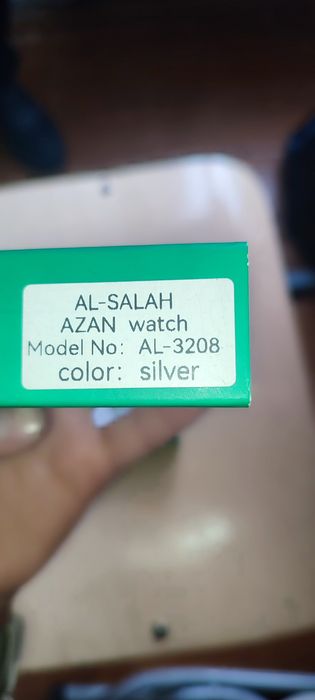 AL-SALAH
AZAN watch
Model No: AL-3208
color: silver